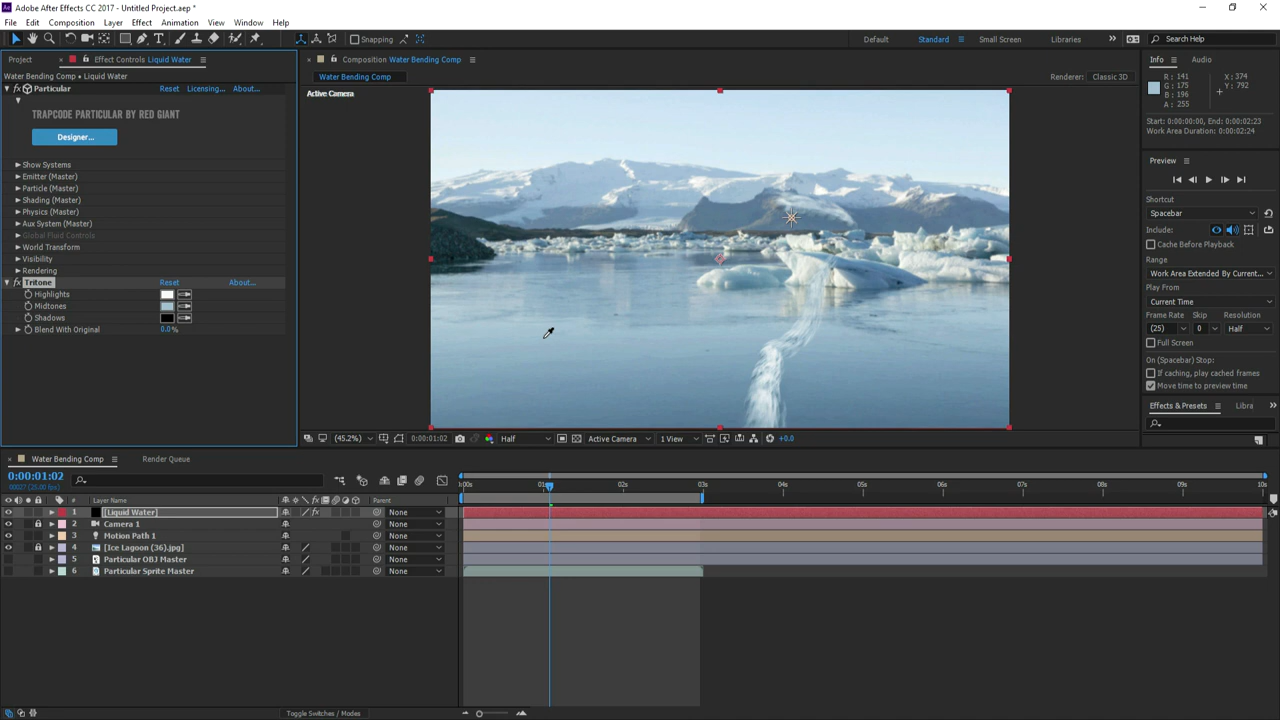 Adobe After Effects CC 2017 - Untitled Project.aep *
File Edit Composition Layer Effect Animation View Window Help
Snapping
Default Standard Small Screen Libraries Search Help
Project Effect Controls Liquid Water
Water Bending Comp • Liquid Water
fx Particular Reset Licensing... About...
TRAPCODE PARTICULAR BY RED GIANT
Designer...
Show Systems
Emitter (Master)
Particle (Master)
Shading (Master)
Physics (Master)
Aux System (Master)
Global Fluid Controls
World Transform
Visibility
Rendering
fx Tritone Reset About...
Highlights
Midtones
Shadows
Blend With Original 0.0 %
Composition Water Bending Comp
Water Bending Comp
Renderer: Classic 3D
Active Camera
(45.2%) 0:00:01:02 Half Active Camera 1 View +0.0
Info Audio
R : 141
G : 175
B : 196
A : 255
X : 374
Y : 792
Start: 0:00:00:00, End: 0:00:02:23
Work Area Duration: 0:00:02:24
Preview
Shortcut
Spacebar
Include:
Cache Before Playback
Range
Work Area Extended By Current...
Play From
Current Time
Frame Rate Skip Resolution
(25) 0 Half
Full Screen
On (Spacebar) Stop:
If caching, play cached frames
Move time to preview time
Effects & Presets Libra
Water Bending Comp Render Queue
0:00:01:02
00027 (25.00 fps)
# Layer Name fx Parent
:00s 01s 02s 03s 04s 05s 06s 07s 08s 09s 10s
1 [Liquid Water] fx None
2 Camera 1 None
3 Motion Path 1 None
4 [Ice Lagoon (36).jpg] None
5 Particular OBJ Master None
6 Particular Sprite Master None
Toggle Switches / Modes